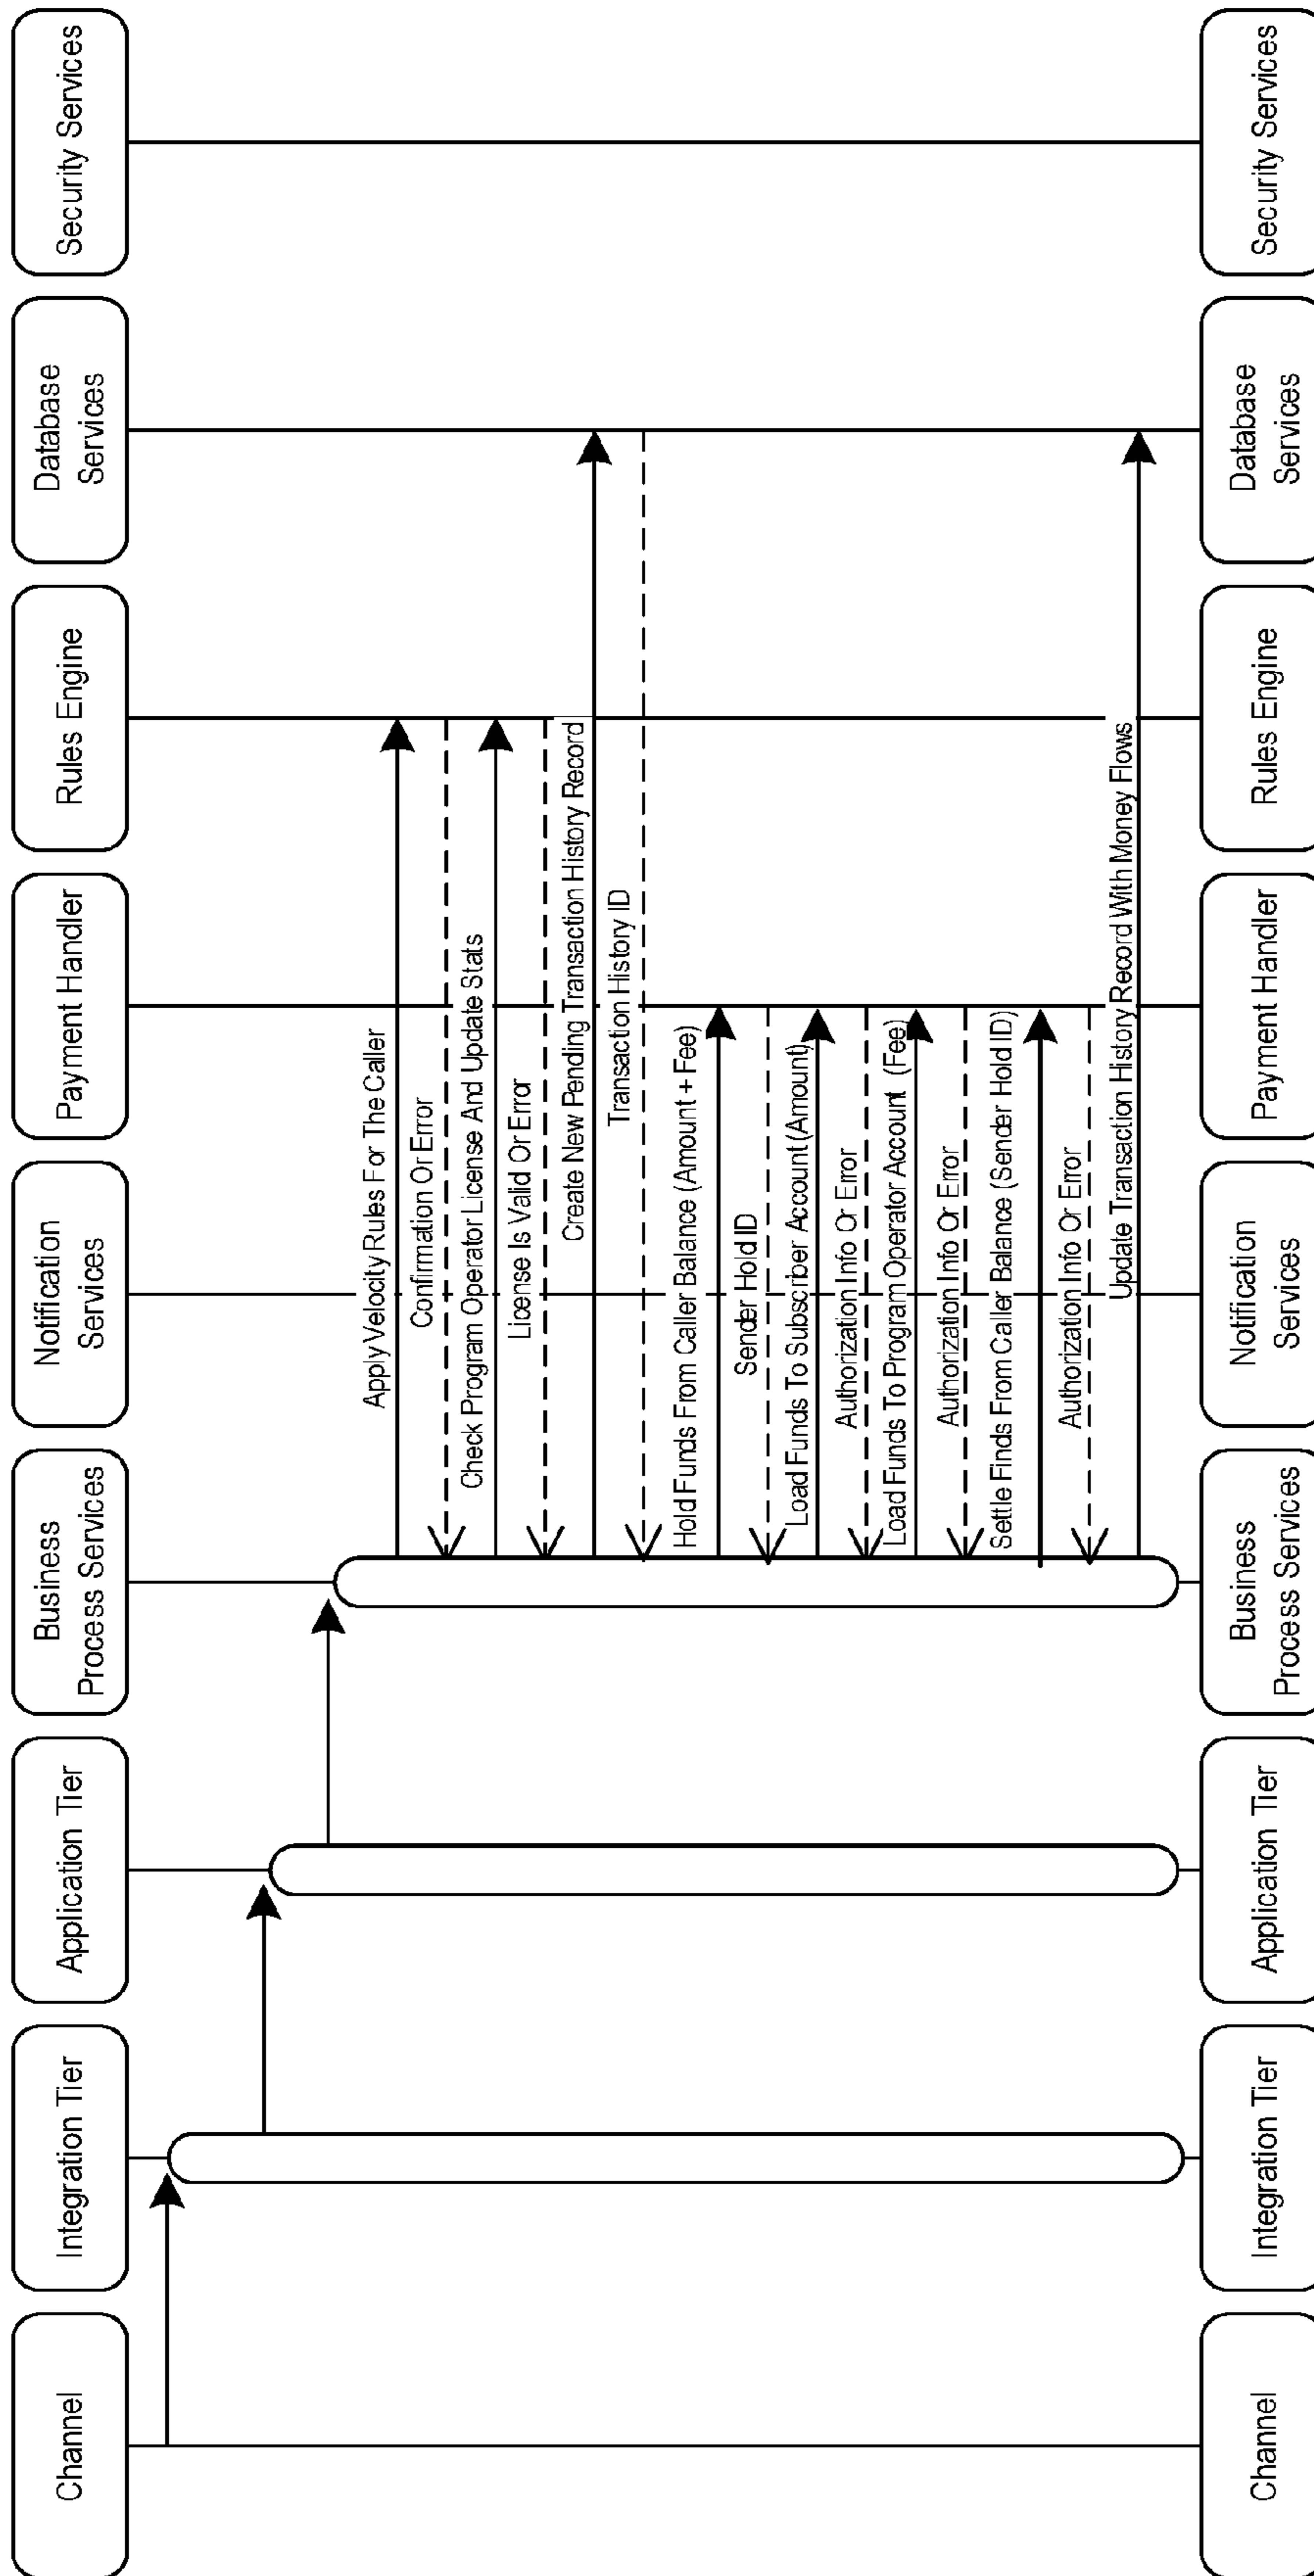 Channel
Integration Tier
Application Tier
Business
Process Services
Notification
Services
Payment Handler
Rules Engine
Database
Services
Security Services
Apply Velocity Rules For The Caller
Confirmation Or Error
Check Program Operator License And Update Stats
License Is Valid Or Error
Create New Pending Transaction History Record
Transaction History ID
Hold Funds From Caller Balance (Amount + Fee)
Sender Hold ID
Load Funds To Subscriber Account (Amount)
Authorization Info Or Error
Load Funds To Program Operator Account (Fee)
Authorization Info Or Error
Settle Finds From Caller Balance (Sender Hold ID)
Authorization Info Or Error
Update Transaction History Record With Money Flows
Channel
Integration Tier
Application Tier
Business
Process Services
Notification
Services
Payment Handler
Rules Engine
Database
Services
Security Services